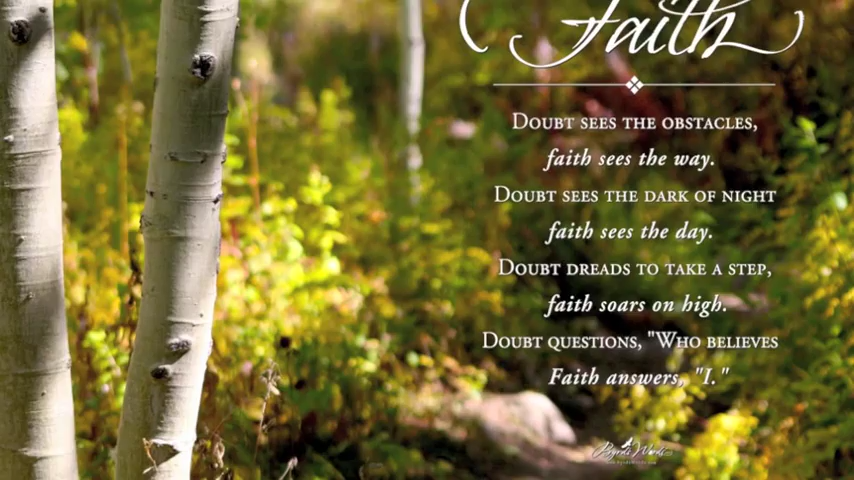 Faith
Doubt sees the obstacles,
faith sees the way.
Doubt sees the dark of night
faith sees the day.
Doubt dreads to take a step,
faith soars on high.
Doubt questions, "Who believes
Faith answers, "I."